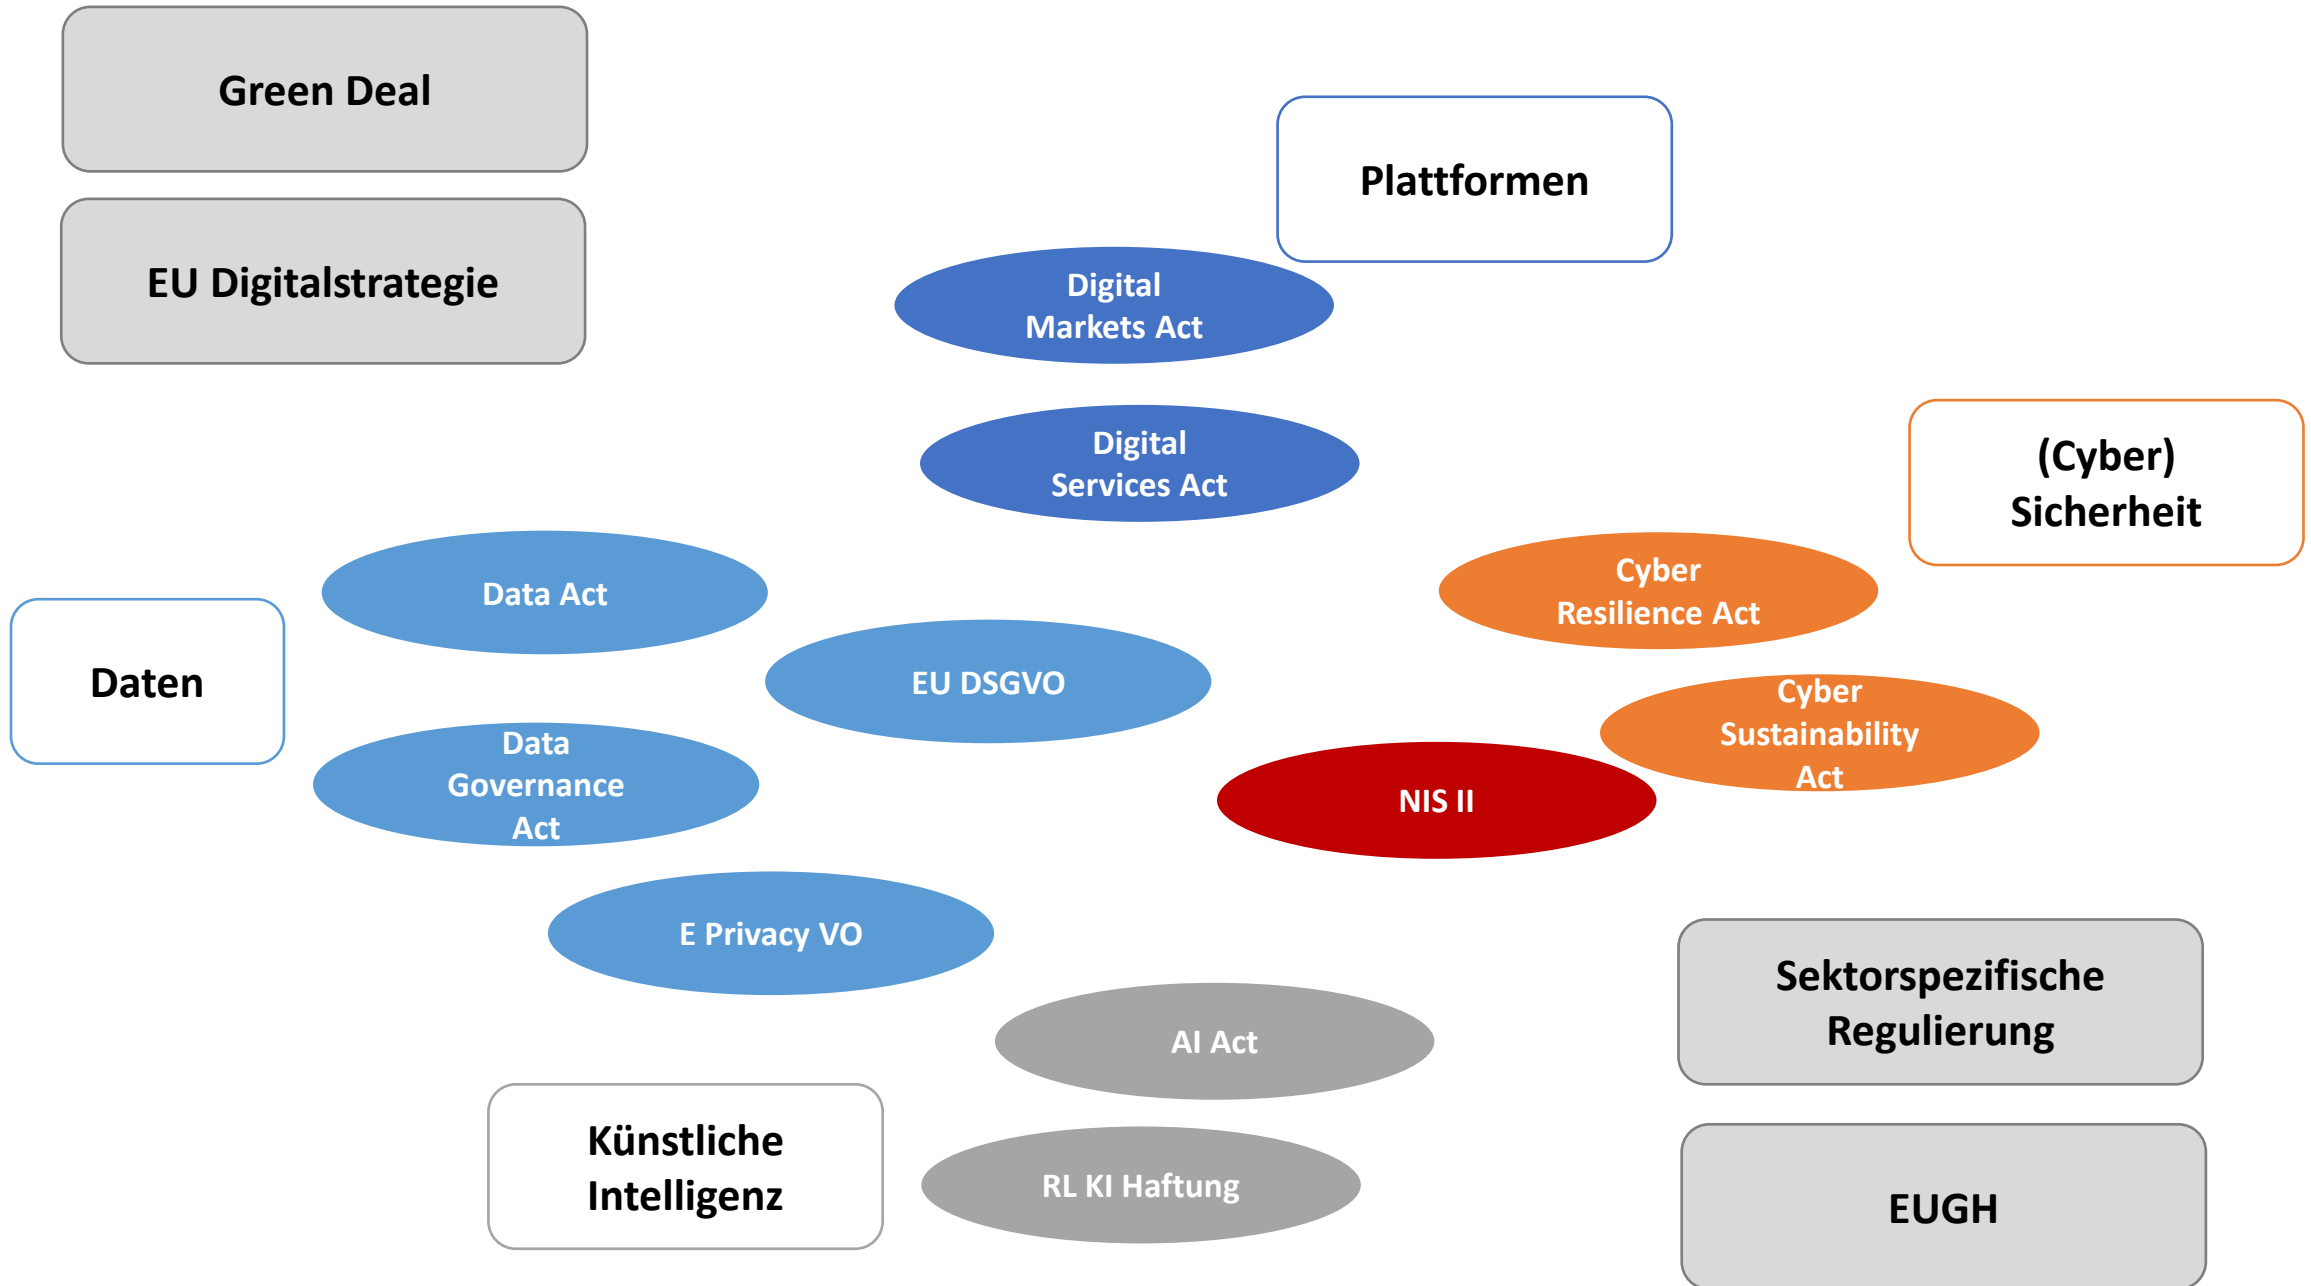 Green Deal
EU Digitalstrategie
Plattformen
Digital
Markets Act
Digital
Services Act
(Cyber)
Sicherheit
Data Act
Cyber
Resilience Act
Daten
EU DSGVO
Cyber
Sustainability
Act
Data
Governance
Act
NIS II
E Privacy VO
Sektorspezifische
Regulierung
AI Act
Künstliche
Intelligenz
RL KI Haftung
EUGH